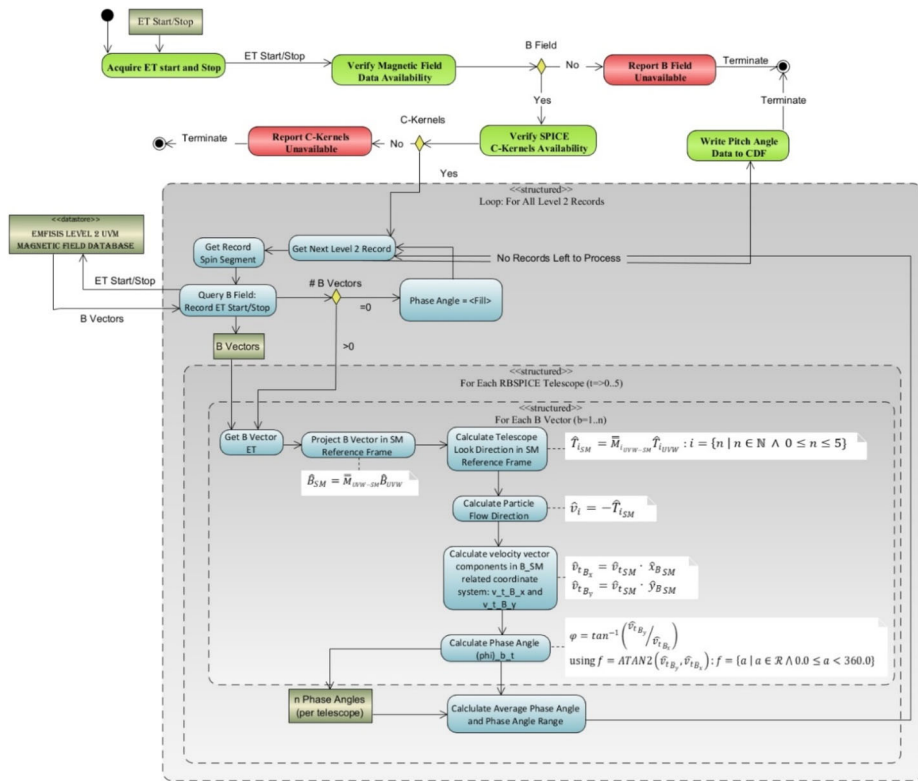 ET Start/Stop
Acquire ET start and Stop
ET Start/Stop
Verify Magnetic Field
Data Availability
B Field
No
Report B Field
Unavailable
Terminate
Yes
Terminate
C-Kernels
Terminate
Report C-Kernels
Unavailable
No
Verify SPICE
C-Kernels Availability
Write Pitch Angle
Data to CDF
Yes
<<structured>>
Loop: For All Level 2 Records
<<datastore>>
EMFISIS LEVEL 2 UVM
MAGNETIC FIELD DATABASE
Get Record
Spin Segment
Get Next Level 2 Record
No Records Left to Process
ET Start/Stop
B Vectors
Query B Field:
Record ET Start/Stop
# B Vectors
=0
Phase Angle = <Fill>
B Vectors
>0
<<structured>>
For Each RBSPICE Telescope (t=>0..5)
<<structured>>
For Each B Vector (b=1..n)
Get B Vector
ET
Project B Vector in SM
Reference Frame
Calculate Telescope
Look Direction in SM
Reference Frame
T̂_{i_{SM}} = M̿_{i_{UVW-SM}} T̂_{i_{UVW}} : i = {n | n ∈ ℕ ∧ 0 ≤ n ≤ 5}
B̂_{SM} = M̿_{UVW-SM} B̂_{UVW}
Calculate Particle
Flow Direction
v̂_i = −T̂_{i_{SM}}
Calculate velocity vector
components in B_SM
related coordinate
system: v_t_B_x and
v_t_B_y
v̂_{t_{B_x}} = v̂_{t_{SM}} · x̂_{B_{SM}}
v̂_{t_{B_y}} = v̂_{t_{SM}} · ŷ_{B_{SM}}
Calculate Phase Angle
(phi)_b_t
φ = tan⁻¹(v̂_{t_{B_y}}/v̂_{t_{B_x}})
using f = ATAN2(v̂_{t_{B_y}}, v̂_{t_{B_x}}) : f = {a | a ∈ ℛ ∧ 0.0 ≤ a < 360.0}
n Phase Angles
(per telescope)
Calculate Average Phase Angle
and Phase Angle Range